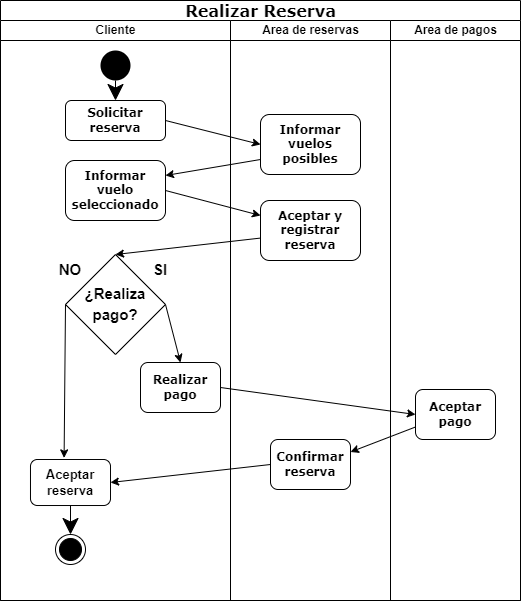 Realizar Reserva
Cliente
Area de reservas
Area de pagos
Solicitar
reserva
Informar
vuelos
posibles
Informar
vuelo
seleccionado
Aceptar y
registrar
reserva
NO
SI
¿Realiza
pago?
Realizar
pago
Aceptar
pago
Confirmar
reserva
Aceptar
reserva